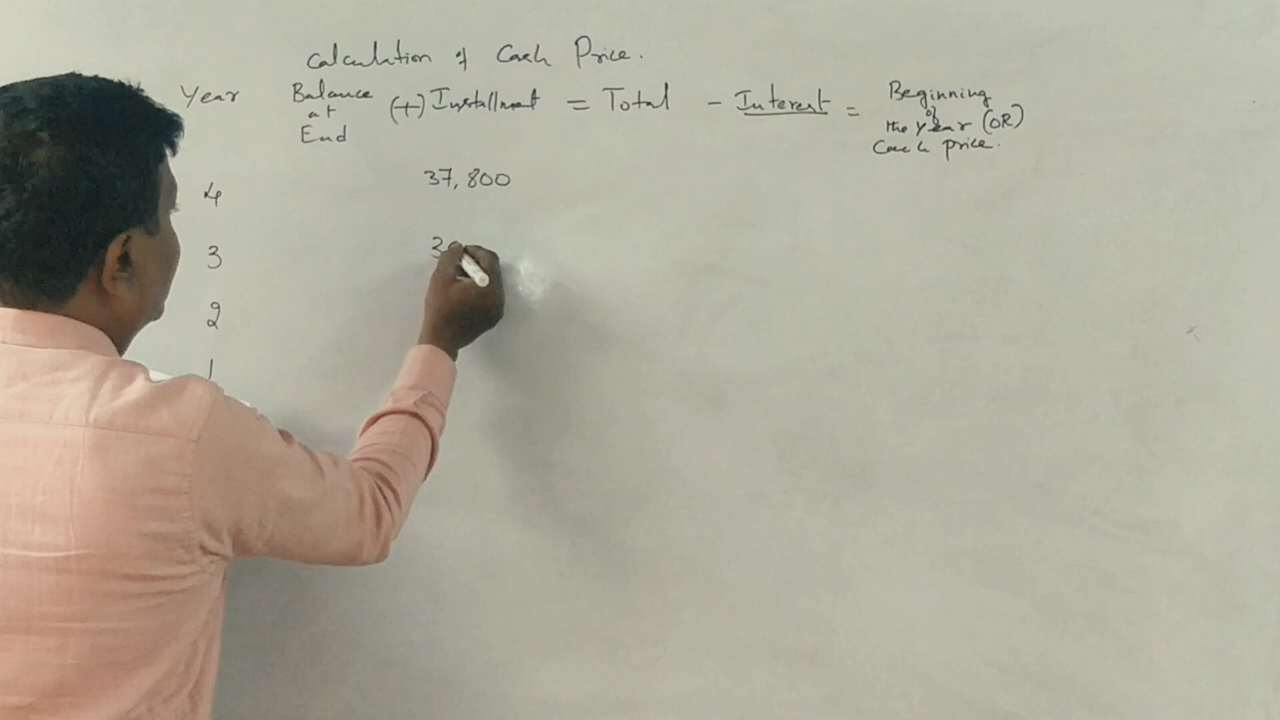 Calculation of Cash Price.
Year Balance at End (+) Installment = Total - Interest = Beginning of the year (OR) Cash price.
4 37,800
3 3
2
1